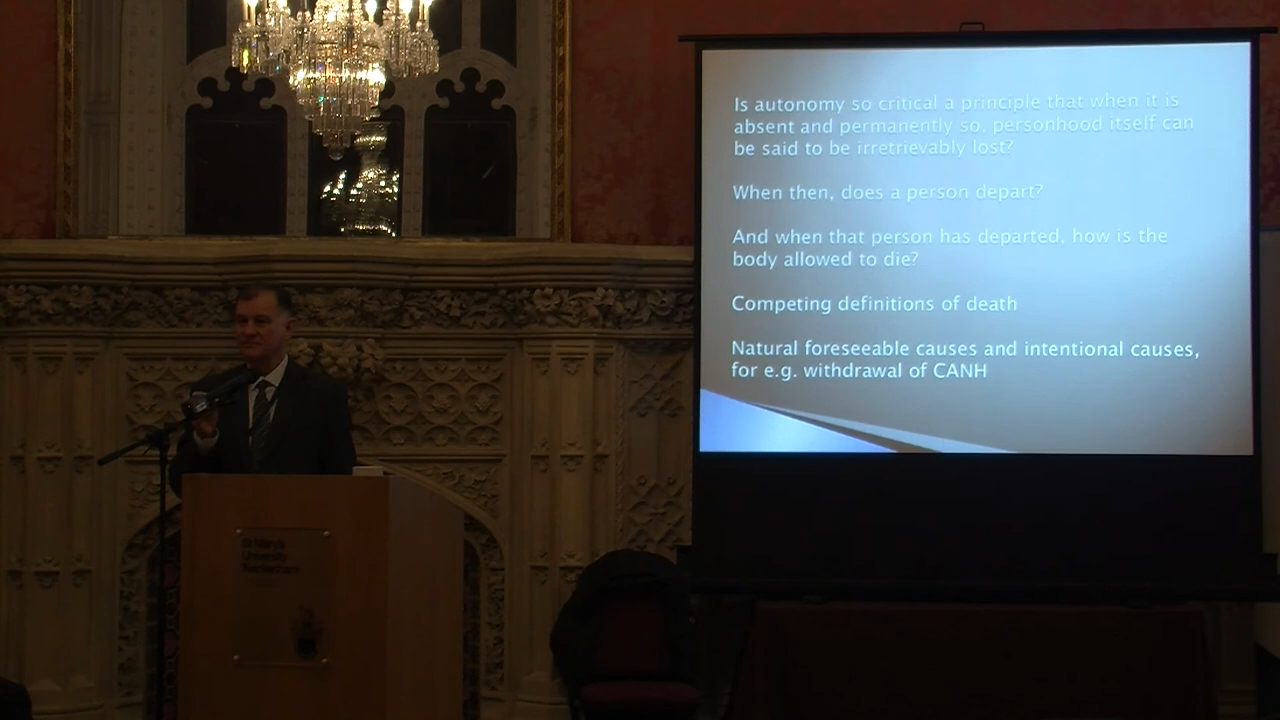 Is autonomy so critical a principle that when it is
absent and permanently so, personhood itself can
be said to be irretrievably lost?
When then, does a person depart?
And when that person has departed, how is the
body allowed to die?
Competing definitions of death
Natural foreseeable causes and intentional causes,
for e.g. withdrawal of CANH
St Mary's
University
Twickenham